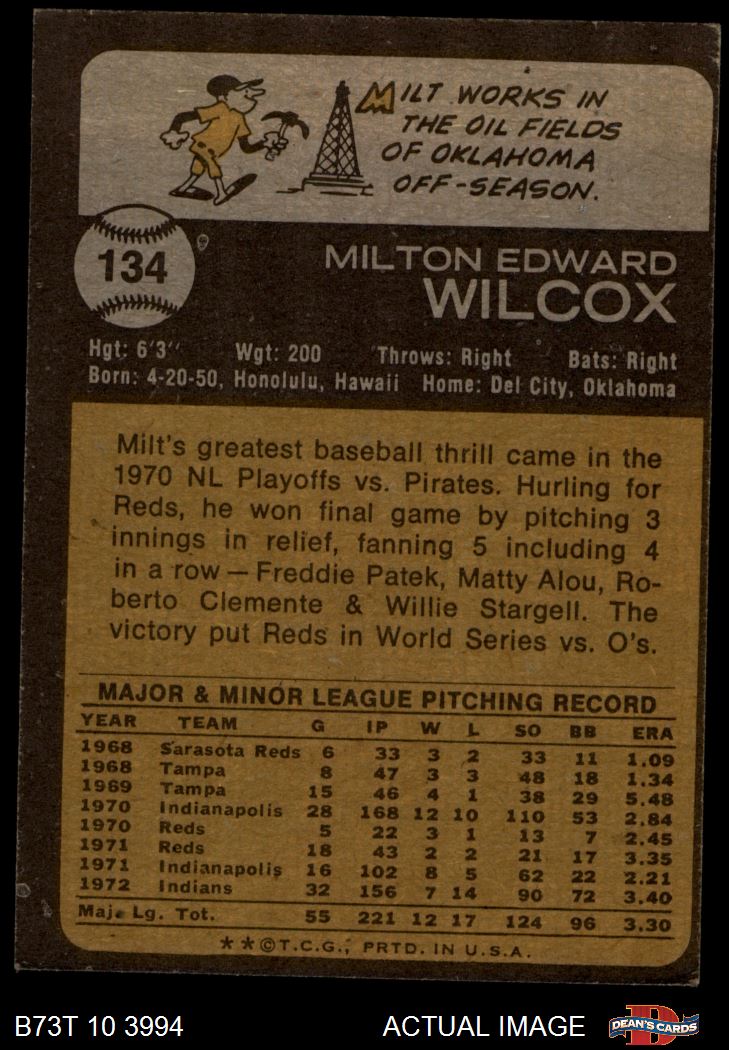 MILT WORKS IN
THE OIL FIELDS
OF OKLAHOMA
OFF-SEASON.
134
MILTON EDWARD
WILCOX
Hgt: 6'3" Wgt: 200 Throws: Right Bats: Right
Born: 4-20-50, Honolulu, Hawaii Home: Del City, Oklahoma
Milt's greatest baseball thrill came in the
1970 NL Playoffs vs. Pirates. Hurling for
Reds, he won final game by pitching 3
innings in relief, fanning 5 including 4
in a row — Freddie Patek, Matty Alou, Ro-
berto Clemente & Willie Stargell. The
victory put Reds in World Series vs. O's.
MAJOR & MINOR LEAGUE PITCHING RECORD
YEAR TEAM G IP W L SO BB ERA
1968 Sarasota Reds 6 33 3 2 33 11 1.09
1968 Tampa 8 47 3 3 48 18 1.34
1969 Tampa 15 46 4 1 38 29 5.48
1970 Indianapolis 28 168 12 10 110 53 2.84
1970 Reds 5 22 3 1 13 7 2.45
1971 Reds 18 43 2 2 21 17 3.35
1971 Indianapolis 16 102 8 5 62 22 2.21
1972 Indians 32 156 7 14 90 72 3.40
Maj. Lg. Tot. 55 221 12 17 124 96 3.30
★★©T.C.G., PRTD. IN U.S.A.
B73T 10 3994 ACTUAL IMAGE DEAN'S CARDS